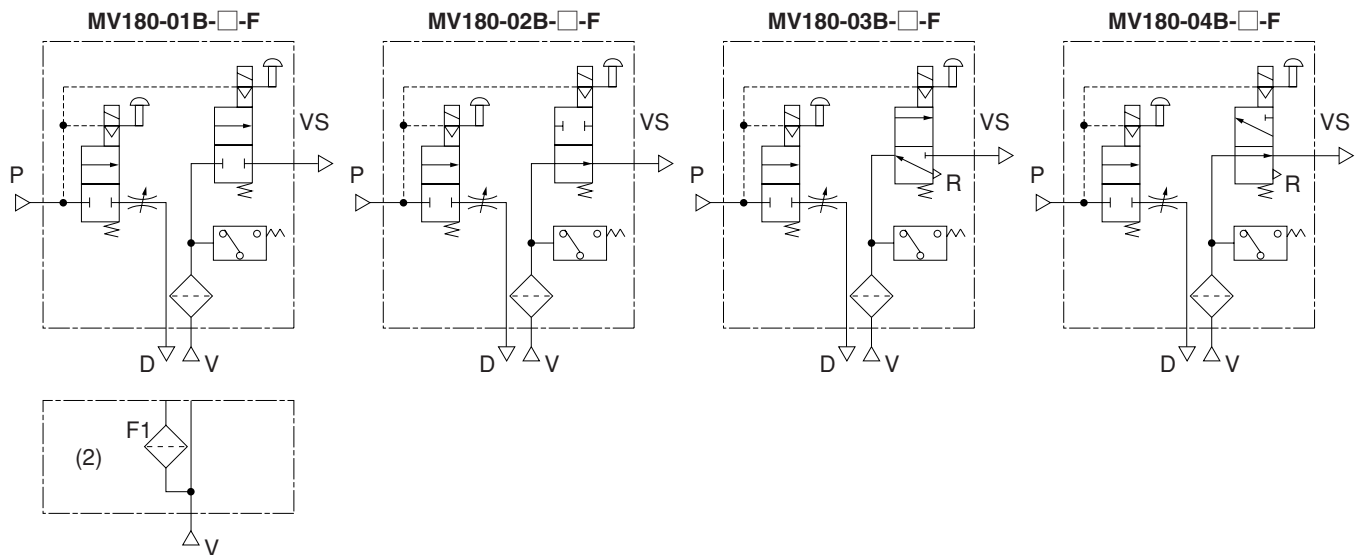 MV180-01B-□-F
MV180-02B-□-F
MV180-03B-□-F
MV180-04B-□-F
VS
P
D
V
VS
P
D
V
VS
P
R
D
V
VS
P
R
D
V
F1
(2)
V